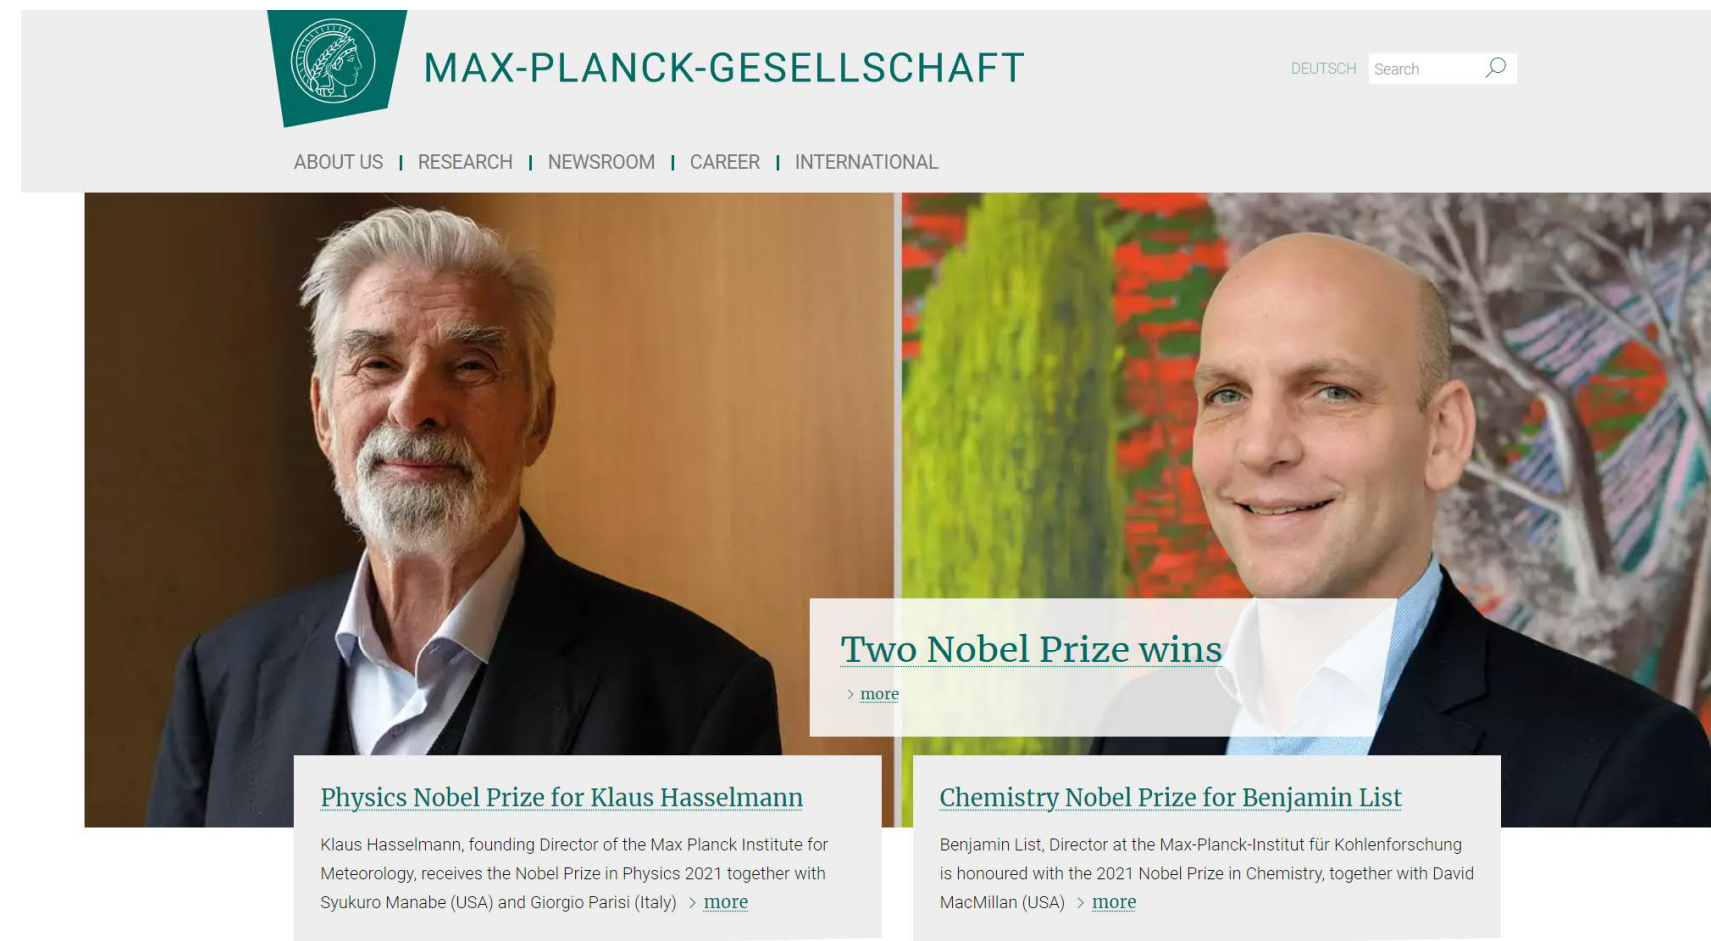 MAX-PLANCK-GESELLSCHAFT
DEUTSCH Search
ABOUT US | RESEARCH | NEWSROOM | CAREER | INTERNATIONAL
Two Nobel Prize wins
> more
Physics Nobel Prize for Klaus Hasselmann
Klaus Hasselmann, founding Director of the Max Planck Institute for
Meteorology, receives the Nobel Prize in Physics 2021 together with
Syukuro Manabe (USA) and Giorgio Parisi (Italy) > more
Chemistry Nobel Prize for Benjamin List
Benjamin List, Director at the Max-Planck-Institut für Kohlenforschung
is honoured with the 2021 Nobel Prize in Chemistry, together with David
MacMillan (USA) > more